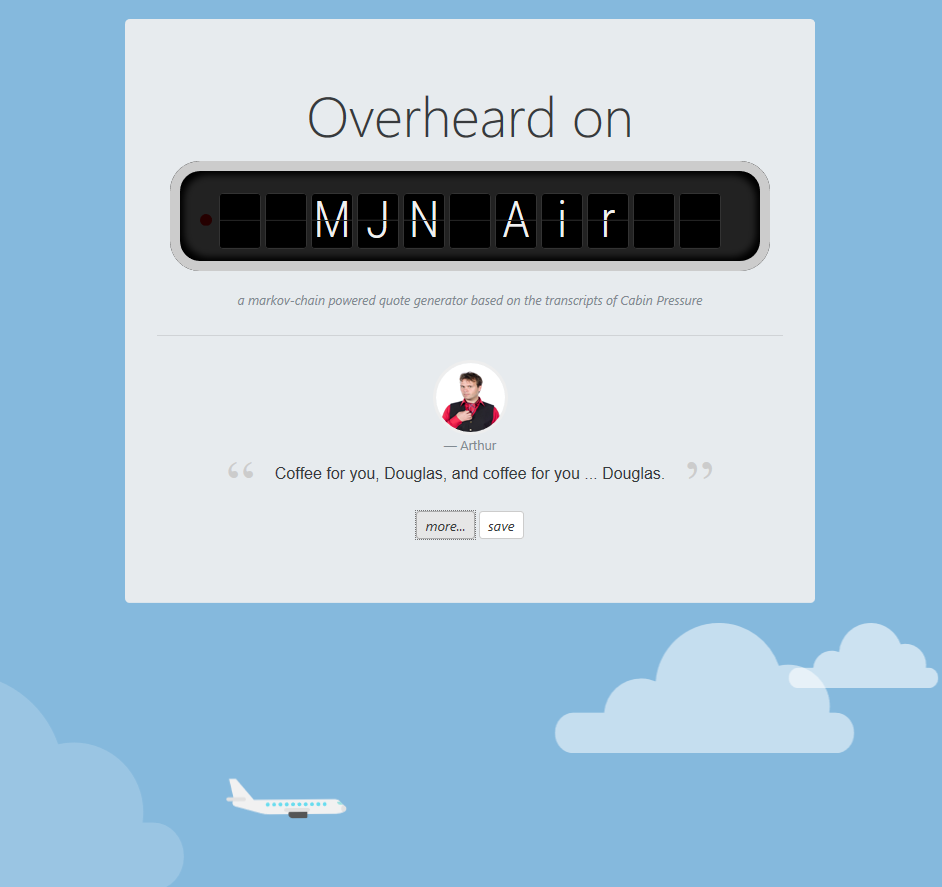 Overheard on
MJN Air
a markov-chain powered quote generator based on the transcripts of Cabin Pressure
— Arthur
“ Coffee for you, Douglas, and coffee for you ... Douglas. ”
more... save